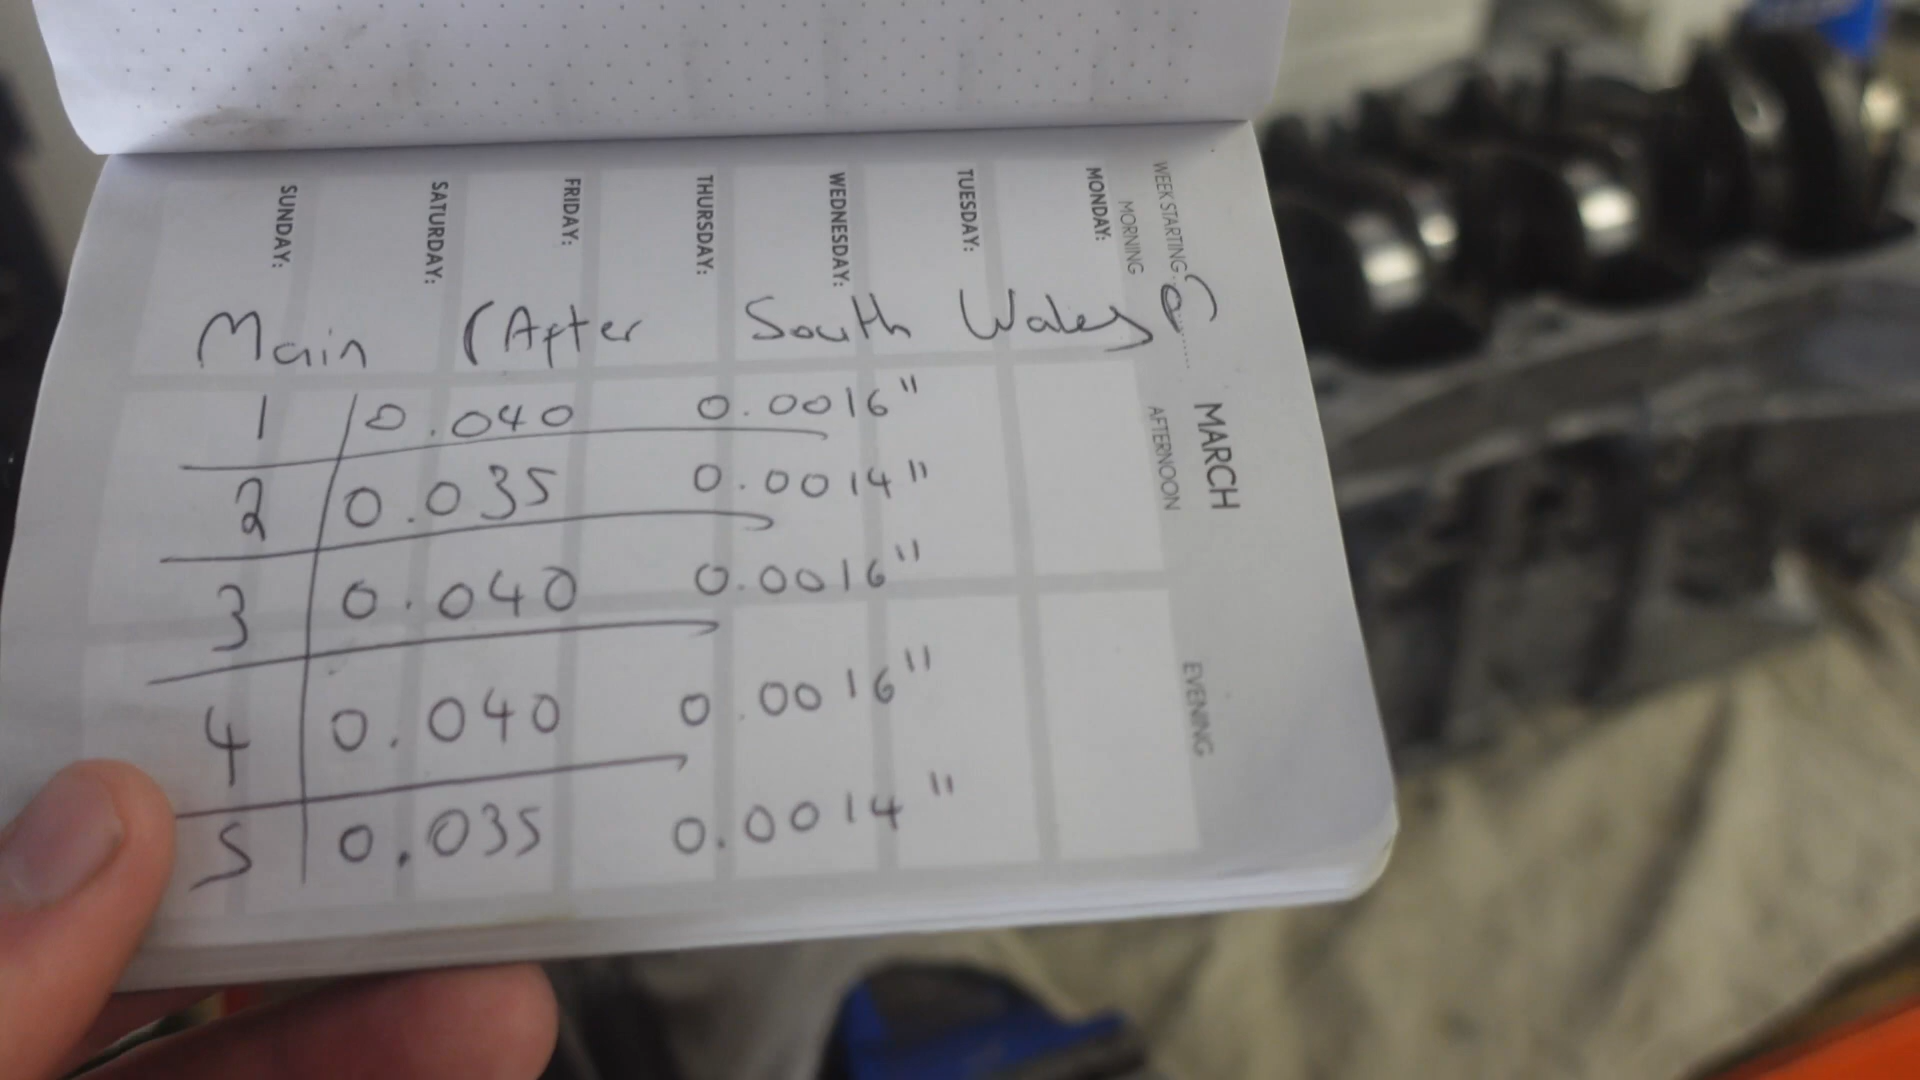 WEEK STARTING
MARCH
MORNING
AFTERNOON
EVENING
MONDAY:
TUESDAY:
WEDNESDAY:
THURSDAY:
FRIDAY:
SATURDAY:
SUNDAY:
Main (After South Wales
1 0.040 0.0016"
2 0.035 0.0014"
3 0.040 0.0016"
4 0.040 0.0016"
5 0.035 0.0014"